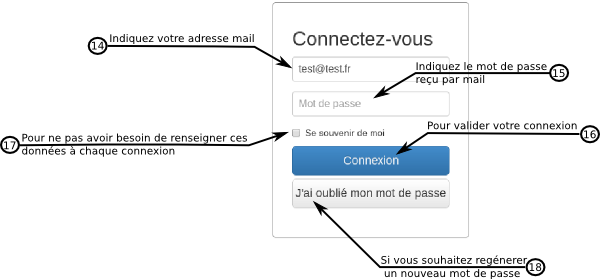 Connectez-vous
14 Indiquez votre adresse mail
test@test.fr
Indiquez le mot de passe
reçu par mail
15
Mot de passe
Pour valider votre connexion
16
17
Pour ne pas avoir besoin de renseigner ces
données à chaque connexion
Se souvenir de moi
Connexion
J'ai oublié mon mot de passe
Si vous souhaitez regénerer
un nouveau mot de passe
18